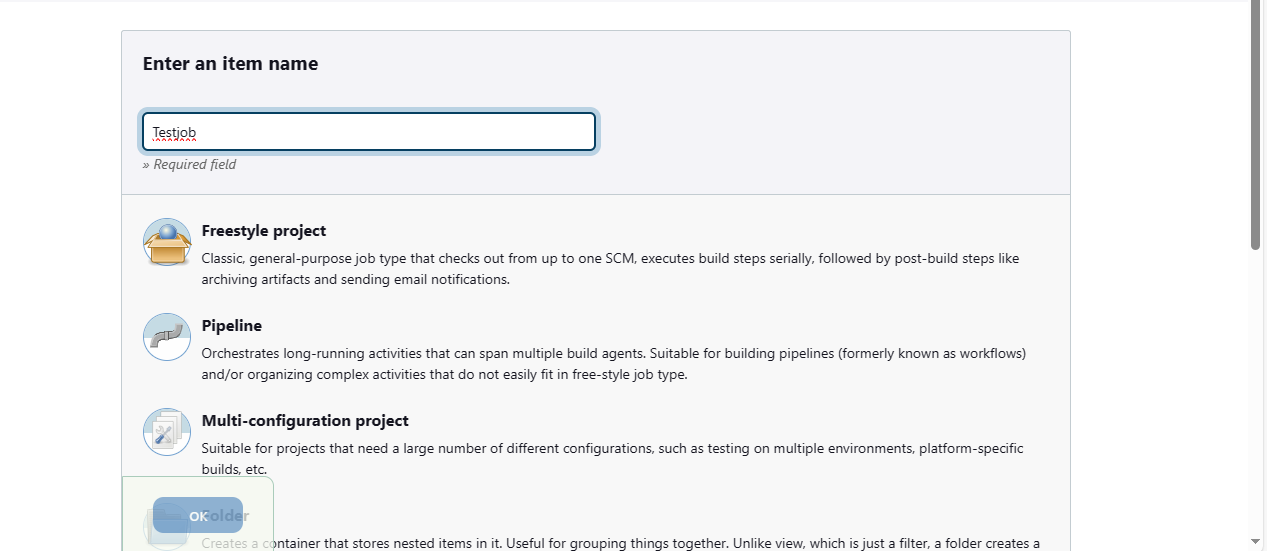 Enter an item name
Testjob
» Required field
Freestyle project
Classic, general-purpose job type that checks out from up to one SCM, executes build steps serially, followed by post-build steps like
archiving artifacts and sending email notifications.
Pipeline
Orchestrates long-running activities that can span multiple build agents. Suitable for building pipelines (formerly known as workflows)
and/or organizing complex activities that do not easily fit in free-style job type.
Multi-configuration project
Suitable for projects that need a large number of different configurations, such as testing on multiple environments, platform-specific
builds, etc.
OK Folder
Creates a container that stores nested items in it. Useful for grouping things together. Unlike view, which is just a filter, a folder creates a